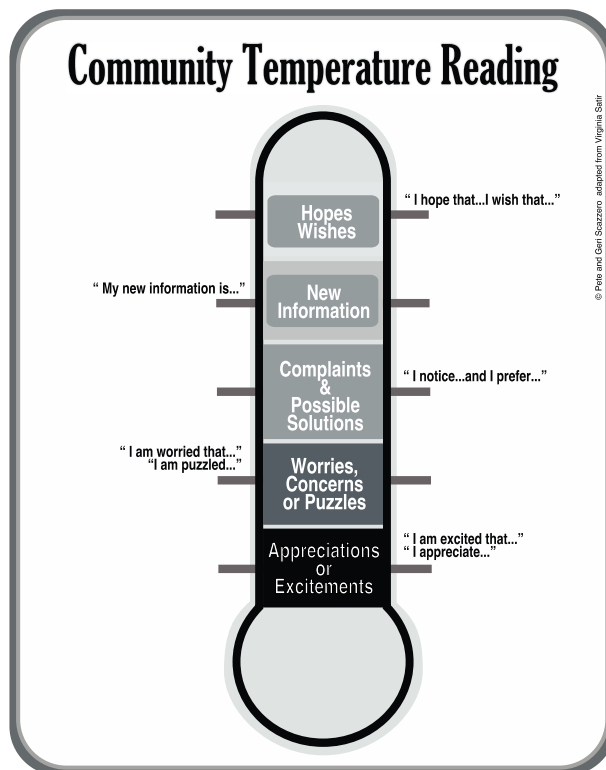 Community Temperature Reading
© Pete and Geri Scazzero adapted from Virginia Satir
“ I hope that...I wish that...”
Hopes
Wishes
“ My new information is...”
New
Information
Complaints
&
Possible
Solutions
“ I notice...and I prefer...”
“ I am worried that...”
“I am puzzled...”
Worries,
Concerns
or Puzzles
“ I am excited that...”
“ I appreciate...”
Appreciations
or
Excitements